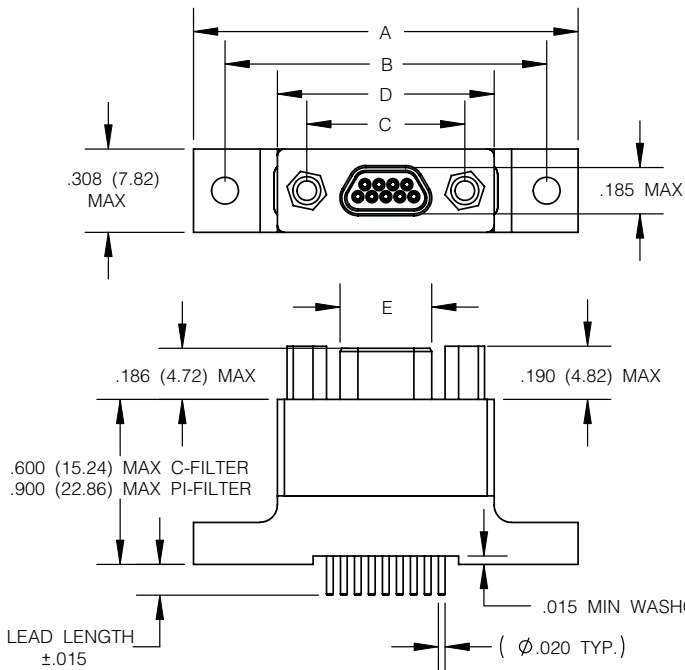 A
B
D
C
.308 (7.82)
MAX
.185 MAX
E
.186 (4.72) MAX
.190 (4.82) MAX
.600 (15.24) MAX C-FILTER
.900 (22.86) MAX PI-FILTER
.015 MIN
LEAD LENGTH
±.015
( Ø.020 TYP.)